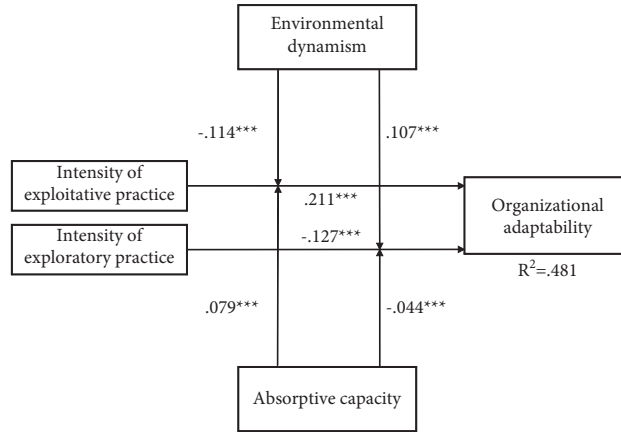 Environmental
dynamism
-.114***
.107***
Intensity of
exploitative practice
.211***
Organizational
adaptability
Intensity of
exploratory practice
-.127***
R²=.481
.079***
-.044***
Absorptive capacity